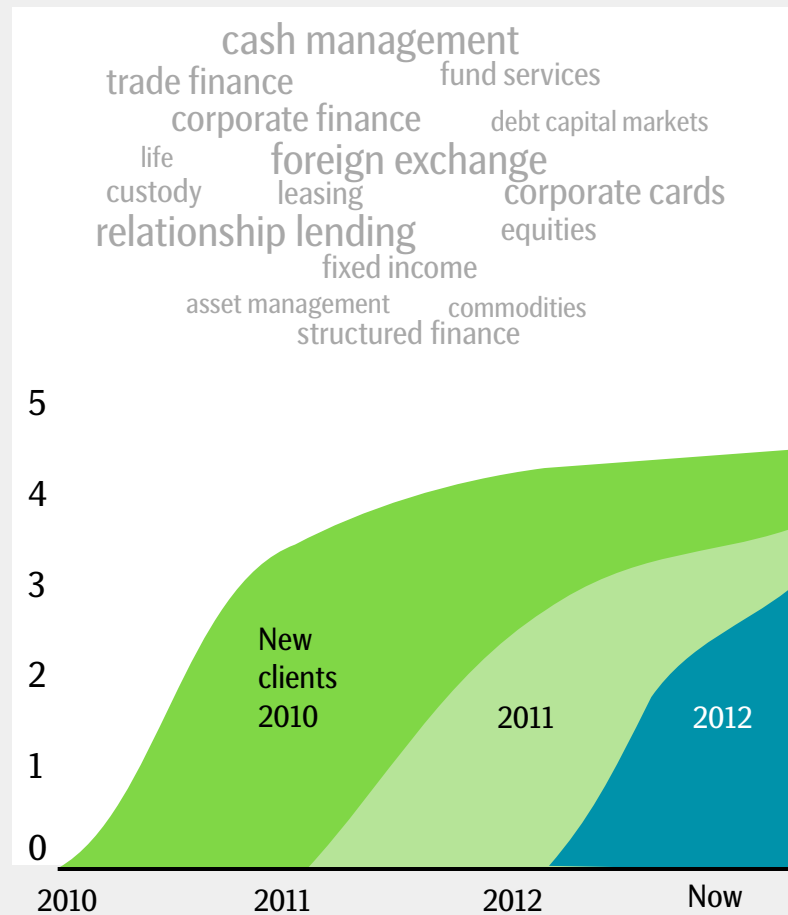 cash management
trade finance
fund services
corporate finance
debt capital markets
life
foreign exchange
custody
leasing
corporate cards
relationship lending
equities
fixed income
asset management
commodities
structured finance
5
4
3
2
1
0
New
clients
2010
2011
2012
2010
2011
2012
Now